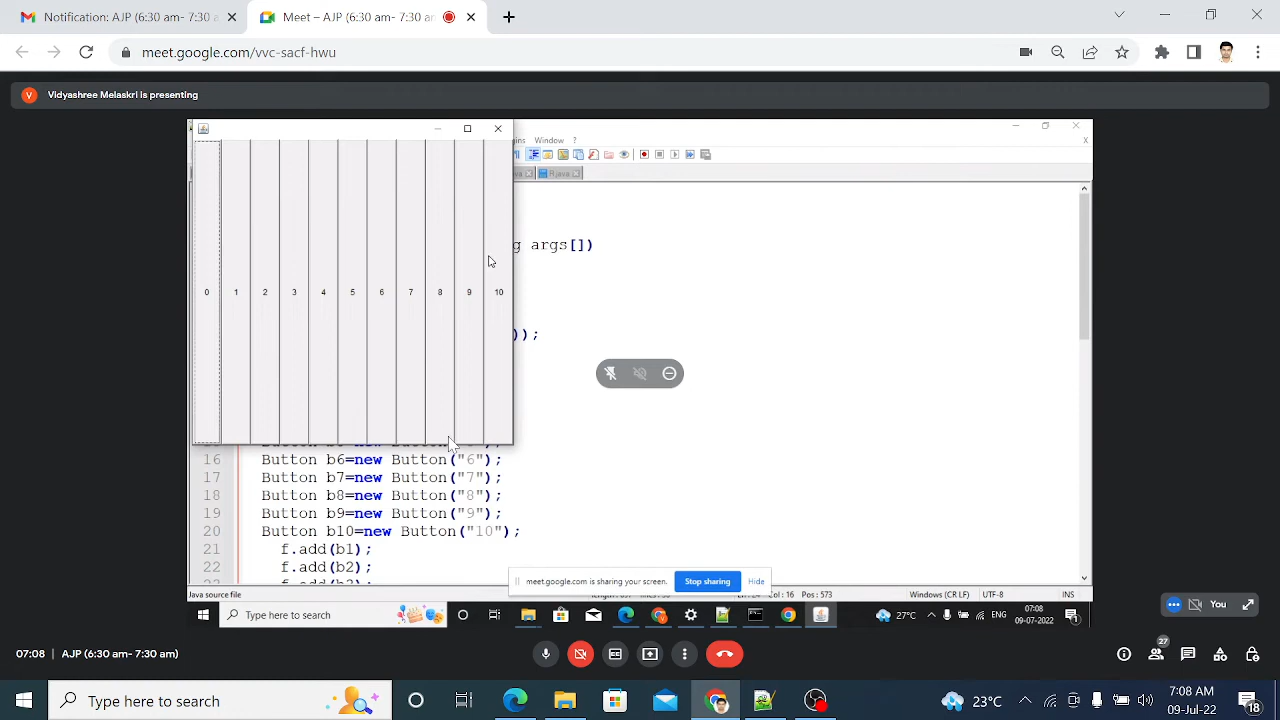 Notification: AJP (6:30 am- 7:30 a
Meet – AJP (6:30 am- 7:30 an
meet.google.com/vvc-sacf-hwu
V Vidyashree Melaskri is presenting
Window ?
X
R.java
g args[])
));
0 1 2 3 4 5 6 7 8 9 10
16 Button b6=new Button("6");
17 Button b7=new Button("7");
18 Button b8=new Button("8");
19 Button b9=new Button("9");
20 Button b10=new Button("10");
21 f.add(b1);
22 f.add(b2);
meet.google.com is sharing your screen. Stop sharing Hide
Java source file
Pos : 573 Windows (CR LF) UTF-8 INS
Type here to search
27°C ENG 07:08
09-07-2022
You
07:08 AJP (6:30 am- 7:30 am)
27
Type here to search
23°C 7:08 AM
09-Jul-22
18